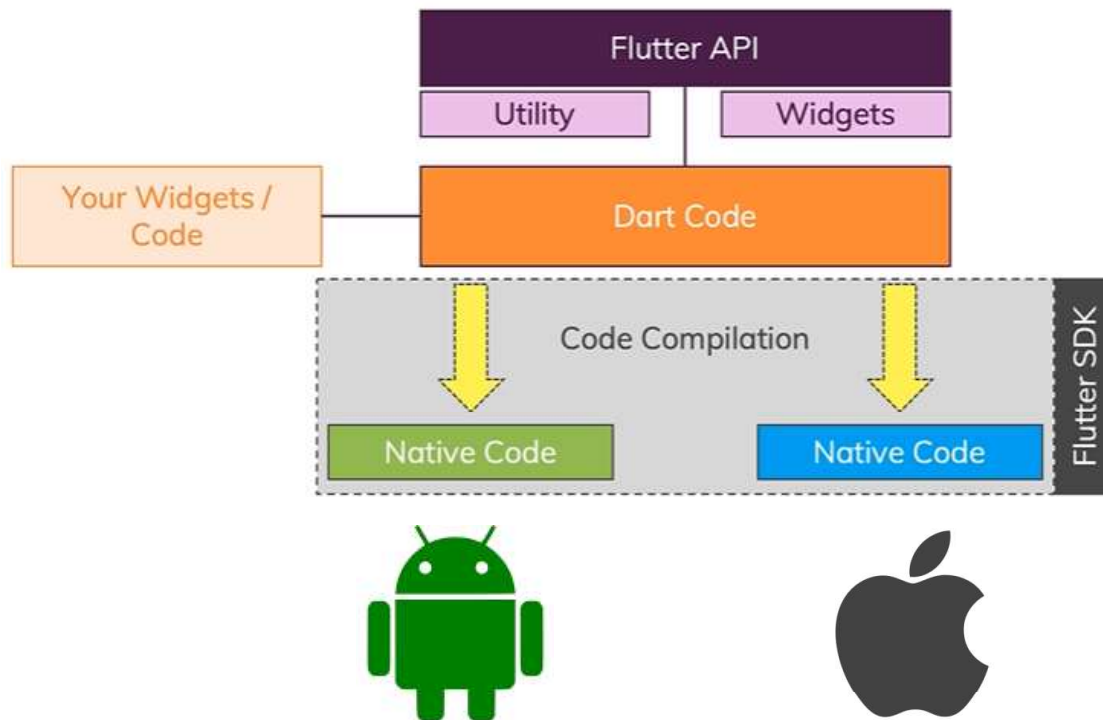 Flutter API
Utility
Widgets
Your Widgets /
Code
Dart Code
Code Compilation
Flutter SDK
Native Code
Native Code